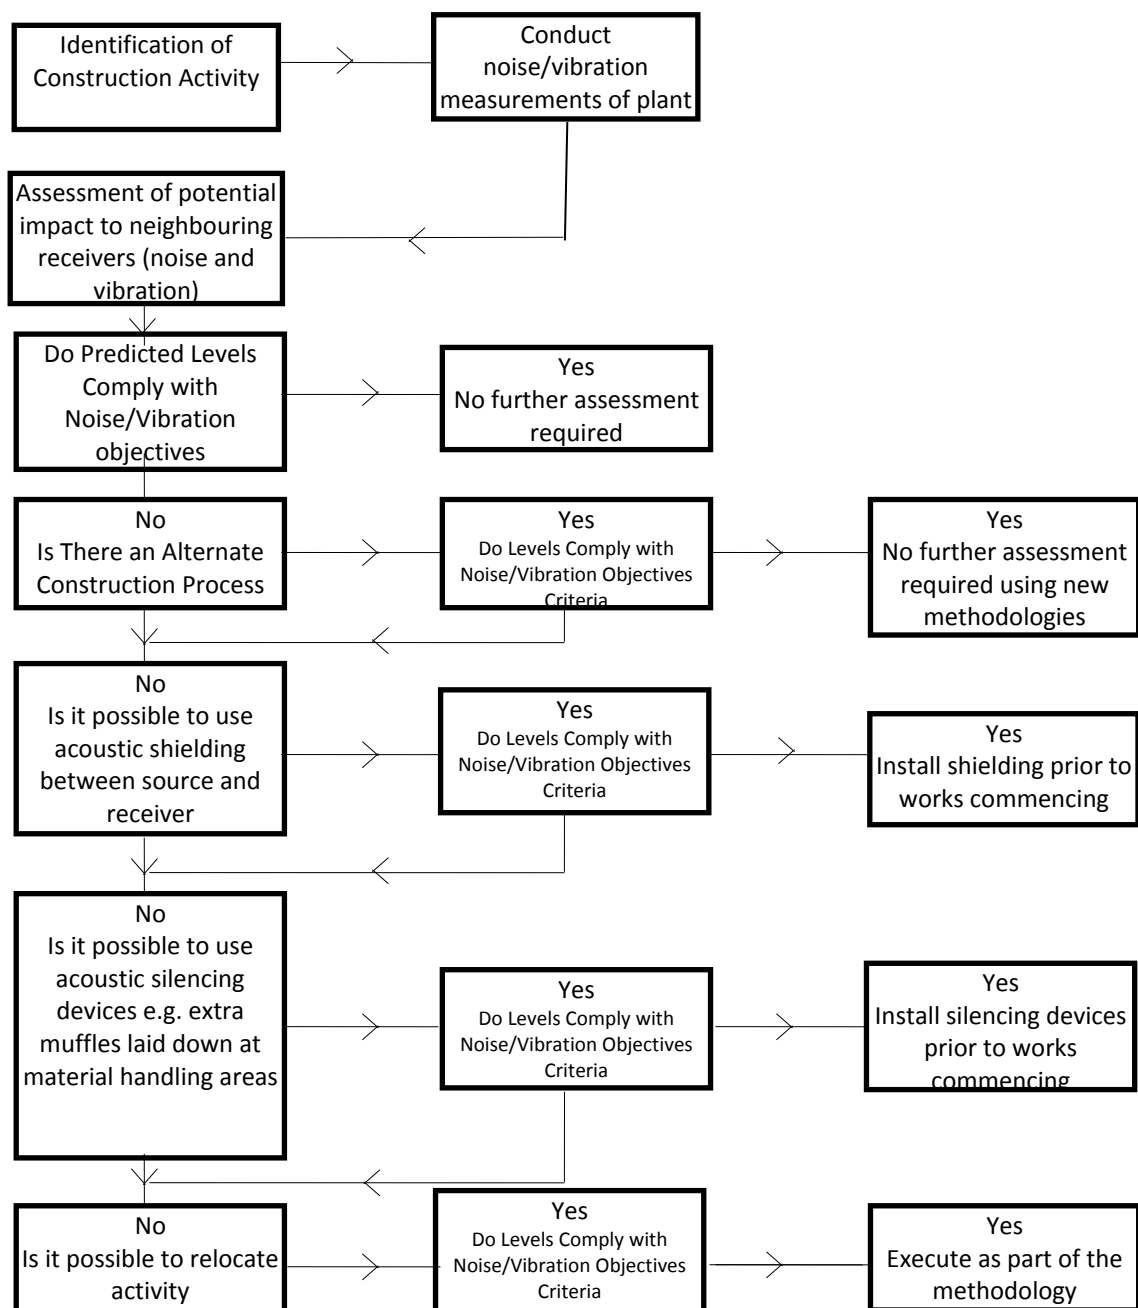 Identification of
Construction Activity
Conduct
noise/vibration
measurements of plant
Assessment of potential
impact to neighbouring
receivers (noise and
vibration)
Do Predicted Levels
Comply with
Noise/Vibration
objectives
Yes
No further assessment
required
No
Is There an Alternate
Construction Process
Yes
Do Levels Comply with
Noise/Vibration Objectives
Criteria
Yes
No further assessment
required using new
methodologies
No
Is it possible to use
acoustic shielding
between source and
receiver
Yes
Do Levels Comply with
Noise/Vibration Objectives
Criteria
Yes
Install shielding prior to
works commencing
No
Is it possible to use
acoustic silencing
devices e.g. extra
muffles laid down at
material handling areas
Yes
Do Levels Comply with
Noise/Vibration Objectives
Criteria
Yes
Install silencing devices
prior to works
commencing
No
Is it possible to relocate
activity
Yes
Do Levels Comply with
Noise/Vibration Objectives
Criteria
Yes
Execute as part of the
methodology